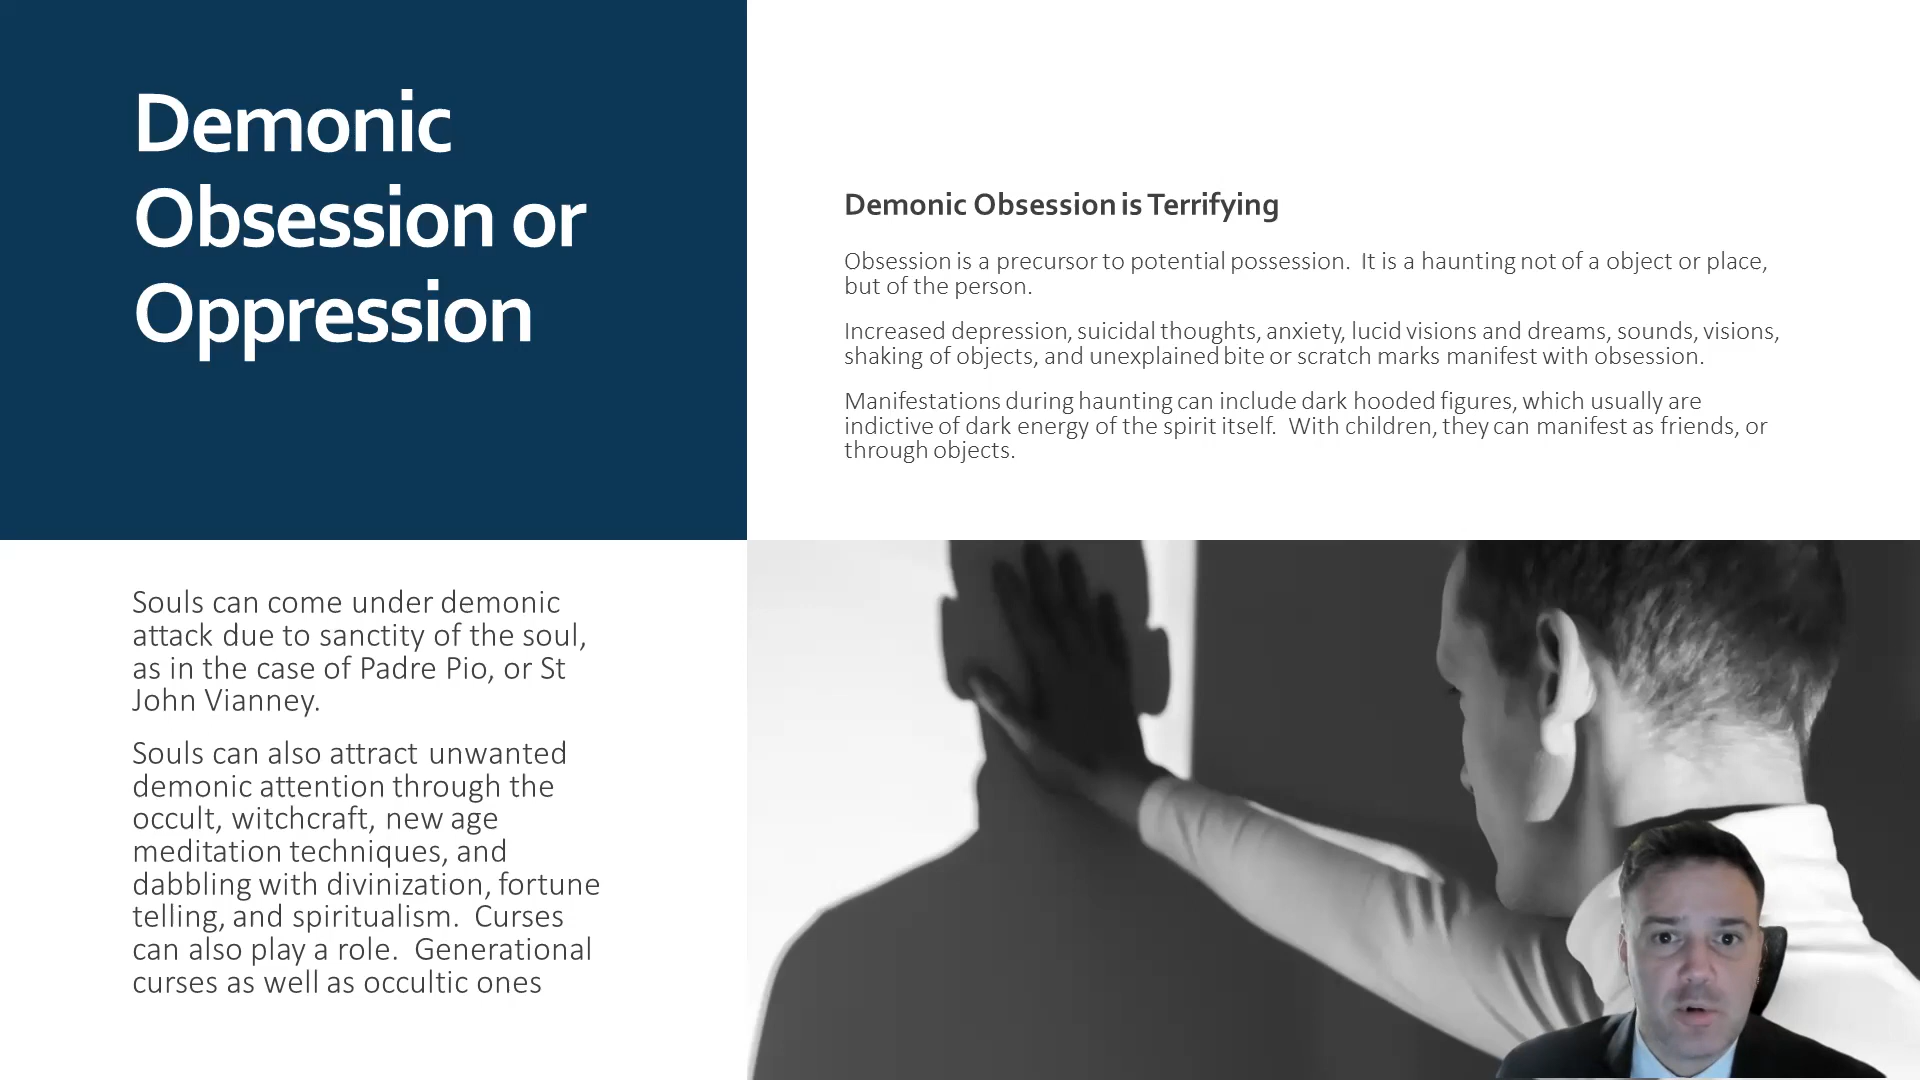 Demonic
Obsession or
Oppression
Demonic Obsession is Terrifying
Obsession is a precursor to potential possession.  It is a haunting not of a object or place,
but of the person.
Increased depression, suicidal thoughts, anxiety, lucid visions and dreams, sounds, visions,
shaking of objects, and unexplained bite or scratch marks manifest with obsession.
Manifestations during haunting can include dark hooded figures, which usually are
indictive of dark energy of the spirit itself.  With children, they can manifest as friends, or
through objects.
Souls can come under demonic
attack due to sanctity of the soul,
as in the case of Padre Pio, or St
John Vianney.
Souls can also attract unwanted
demonic attention through the
occult, witchcraft, new age
meditation techniques, and
dabbling with divinization, fortune
telling, and spiritualism.  Curses
can also play a role.  Generational
curses as well as occultic ones